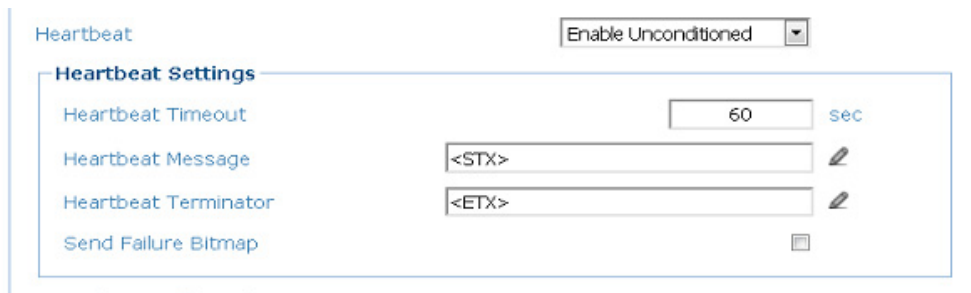 Heartbeat Enable Unconditioned
Heartbeat Settings
Heartbeat Timeout 60 sec
Heartbeat Message <STX>
Heartbeat Terminator <ETX>
Send Failure Bitmap